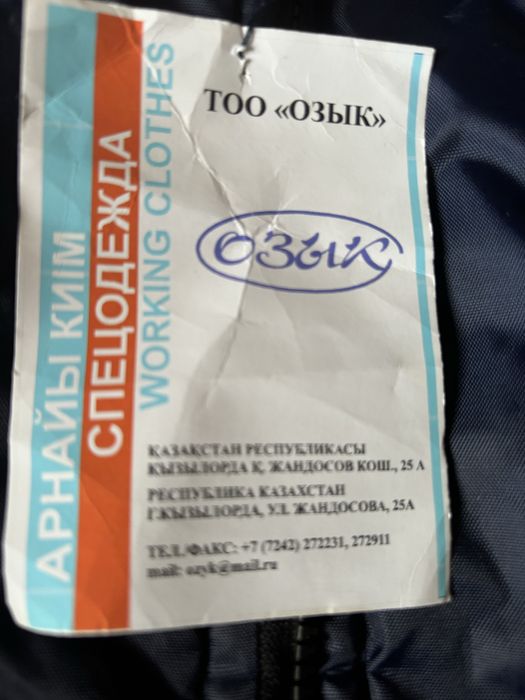 АРНАЙЫ КИІМ
СПЕЦОДЕЖДА
WORKING CLOTHES
ТОО «ОЗЫК»
ОЗЫК
ҚАЗАҚСТАН РЕСПУБЛИКАСЫ
ҚЫЗЫЛОРДА Қ. ЖАНДОСОВ КОШ., 25 А
РЕСПУБЛИКА КАЗАХСТАН
Г.КЫЗЫЛОРДА, УЛ. ЖАНДОСОВА, 25А
ТЕЛ./ФАКС: +7 (7242) 272231, 272911
mail: ozyk@mail.ru